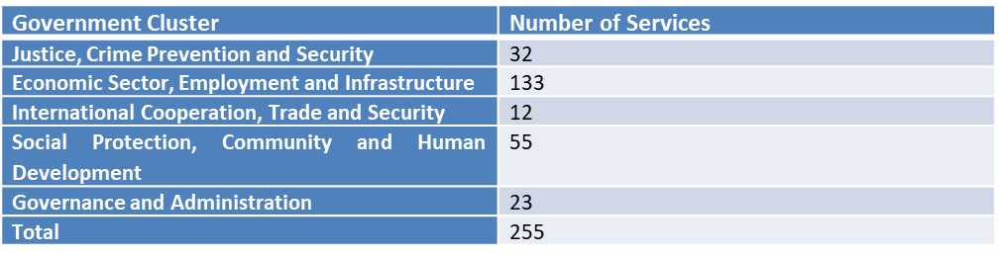 Government Cluster Number of Services
Justice, Crime Prevention and Security 32
Economic Sector, Employment and Infrastructure 133
International Cooperation, Trade and Security 12
Social Protection, Community and Human 55
Development
Governance and Administration 23
Total 255